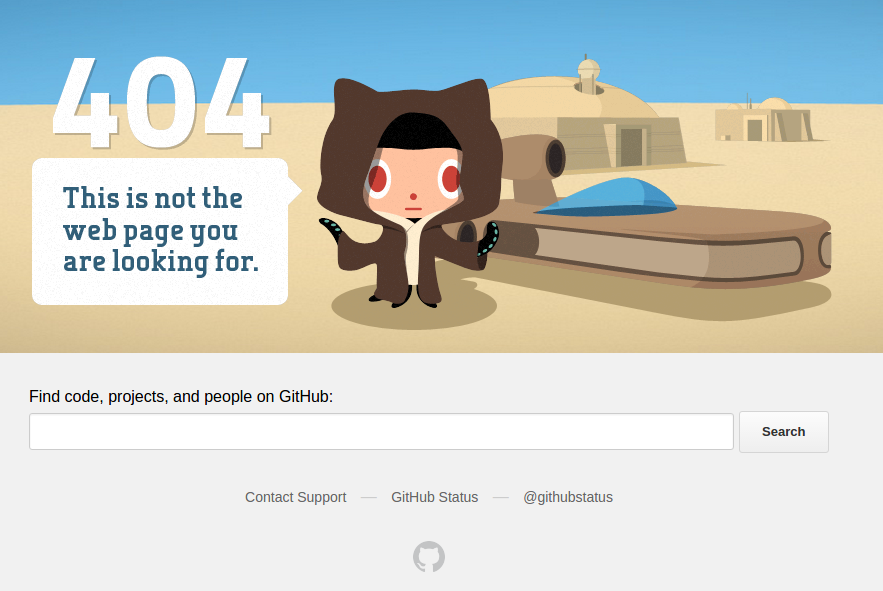 404
This is not the
web page you
are looking for.
Find code, projects, and people on GitHub:
Search
Contact Support — GitHub Status — @githubstatus